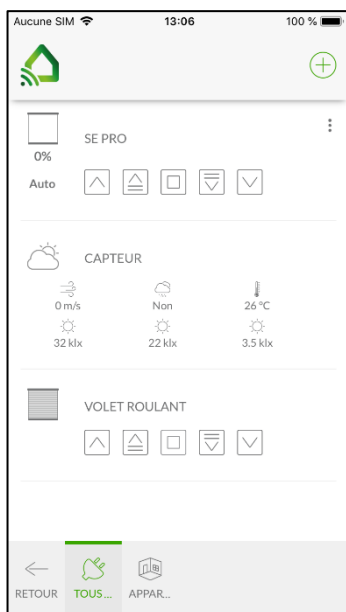 Aucune SIM 13:06 100 %
SE PRO
0%
Auto
CAPTEUR
0 m/s Non 26 °C
32 klx 22 klx 3.5 klx
VOLET ROULANT
RETOUR TOUS... APPAR...